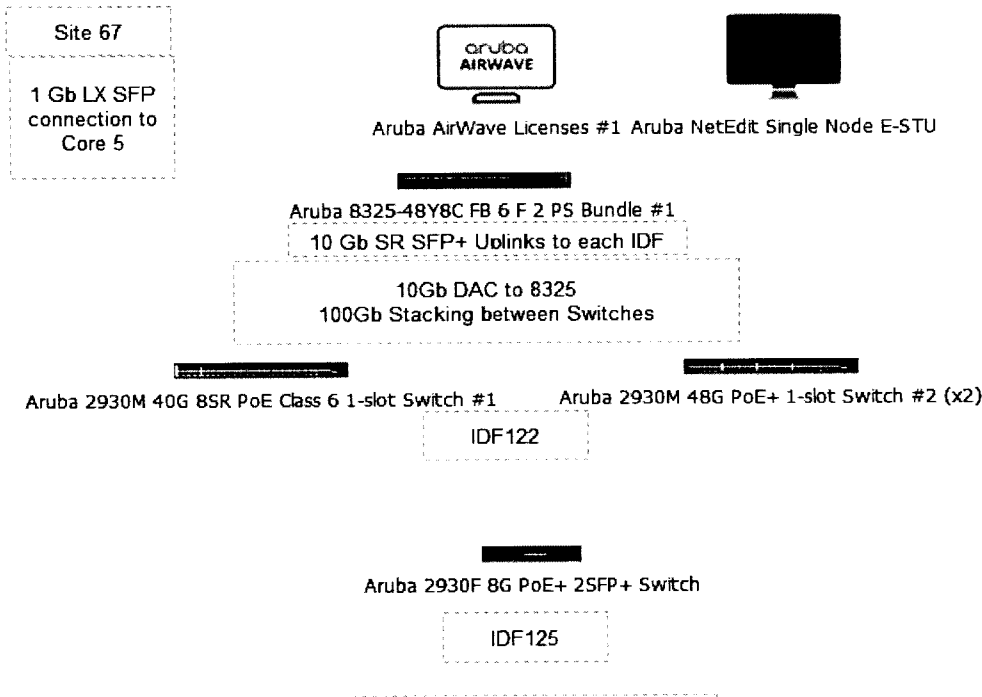 Site 67
1 Gb LX SFP
connection to
Core 5
aruba
AIRWAVE
Aruba AirWave Licenses #1
Aruba NetEdit Single Node E-STU
Aruba 8325-48Y8C FB 6 F 2 PS Bundle #1
10 Gb SR SFP+ Uplinks to each IDF
10Gb DAC to 8325
100Gb Stacking between Switches
Aruba 2930M 40G 8SR PoE Class 6 1-slot Switch #1
Aruba 2930M 48G PoE+ 1-slot Switch #2 (x2)
IDF122
Aruba 2930F 8G PoE+ 2SFP+ Switch
IDF125